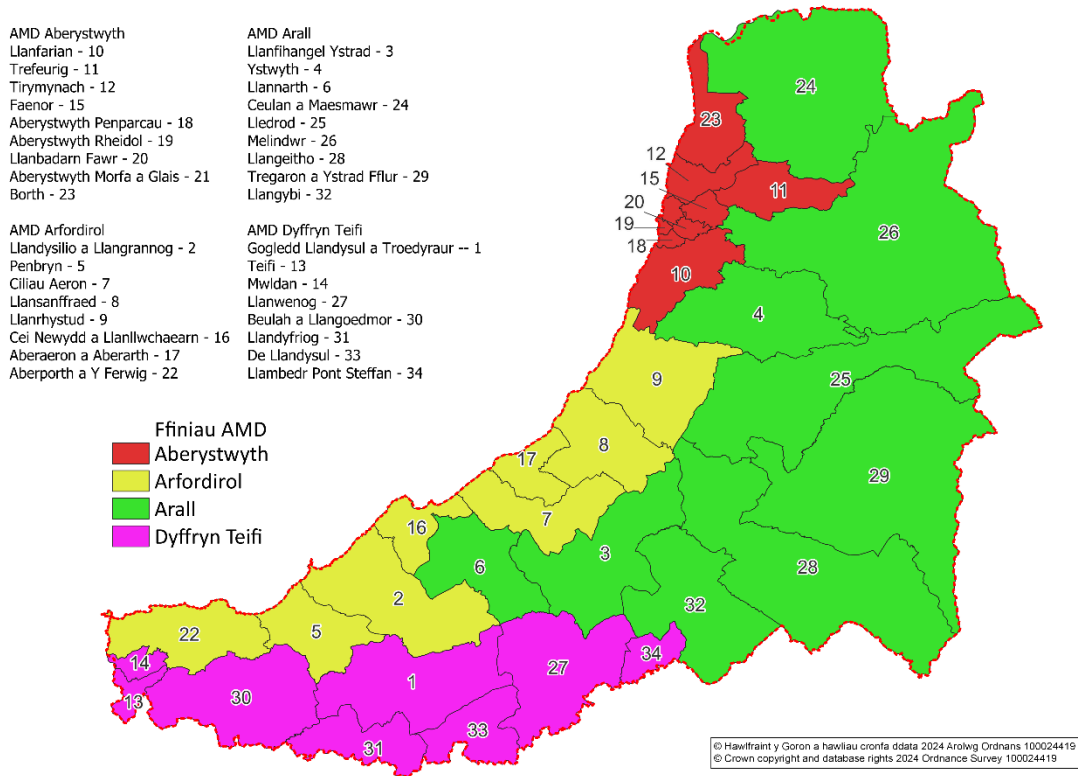 AMD Aberystwyth
Llanfarian - 10
Trefeurig - 11
Tirymynach - 12
Faenor - 15
Aberystwyth Penparcau - 18
Aberystwyth Rheidol - 19
Llanbadarn Fawr - 20
Aberystwyth Morfa a Glais - 21
Borth - 23
AMD Arall
Llanfihangel Ystrad - 3
Ystwyth - 4
Llannarth - 6
Ceulan a Maesmawr - 24
Lledrod - 25
Melindwr - 26
Llangeitho - 28
Tregaron a Ystrad Fflur - 29
Llangybi - 32
AMD Arfordirol
Llandysilio a Llangrannog - 2
Penbryn - 5
Ciliau Aeron - 7
Llansanffraed - 8
Llanrhystud - 9
Cei Newydd a Llanllwchaearn - 16
Aberaeron a Aberarth - 17
Aberporth a Y Ferwig - 22
AMD Dyffryn Teifi
Gogledd Llandysul a Troedyraur -- 1
Teifi - 13
Mwldan - 14
Llanwenog - 27
Beulah a Llangoedmor - 30
Llandyfriog - 31
De Llandysul - 33
Llambedr Pont Steffan - 34
Ffiniau AMD
Aberystwyth
Arfordirol
Arall
Dyffryn Teifi
24
23
12
15
11
20
19
18
26
10
4
9
25
8
17
29
7
16
3
6
28
2
32
5
22
34
14
27
1
30
13
33
31
© Hawlfraint y Goron a hawliau cronfa ddata 2024 Arolwg Ordnans 100024419
© Crown copyright and database rights 2024 Ordnance Survey 100024419